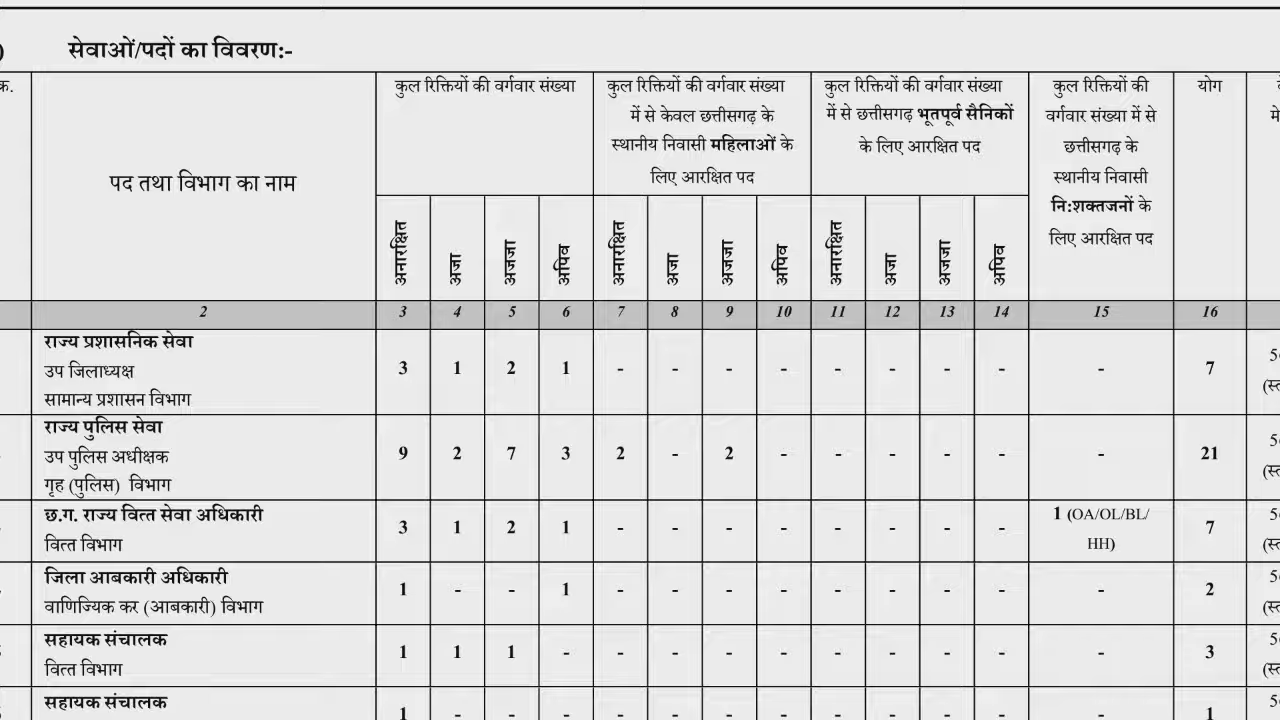 ) सेवाओं/पदों का विवरण:-
क्र. पद तथा विभाग का नाम कुल रिक्तियों की वर्गवार संख्या कुल रिक्तियों की वर्गवार संख्या कुल रिक्तियों की वर्गवार संख्या कुल रिक्तियों की योग
में से केवल छत्तीसगढ़ के में से छत्तीसगढ़ भूतपूर्व सैनिकों वर्गवार संख्या में से
स्थानीय निवासी महिलाओं के के लिए आरक्षित पद छत्तीसगढ़ के
लिए आरक्षित पद स्थानीय निवासी
नि:शक्तजनों के
लिए आरक्षित पद
अनारक्षित अजा अजजा अपिव अनारक्षित अजा अजजा अपिव अनारक्षित अजा अजजा अपिव
2 3 4 5 6 7 8 9 10 11 12 13 14 15 16
राज्य प्रशासनिक सेवा
उप जिलाध्यक्ष 3 1 2 1 - - - - - - - - - 7
सामान्य प्रशासन विभाग
राज्य पुलिस सेवा
उप पुलिस अधीक्षक 9 2 7 3 2 - 2 - - - - - - 21
गृह (पुलिस) विभाग
छ.ग. राज्य वित्त सेवा अधिकारी 3 1 2 1 - - - - - - - - 1 (OA/OL/BL/ 7
वित्त विभाग HH)
जिला आबकारी अधिकारी 1 - - 1 - - - - - - - - - 2
वाणिज्यिक कर (आबकारी) विभाग
सहायक संचालक 1 1 1 - - - - - - - - - - 3
वित्त विभाग
सहायक संचालक 1 - - - - - - - - - - - - 1